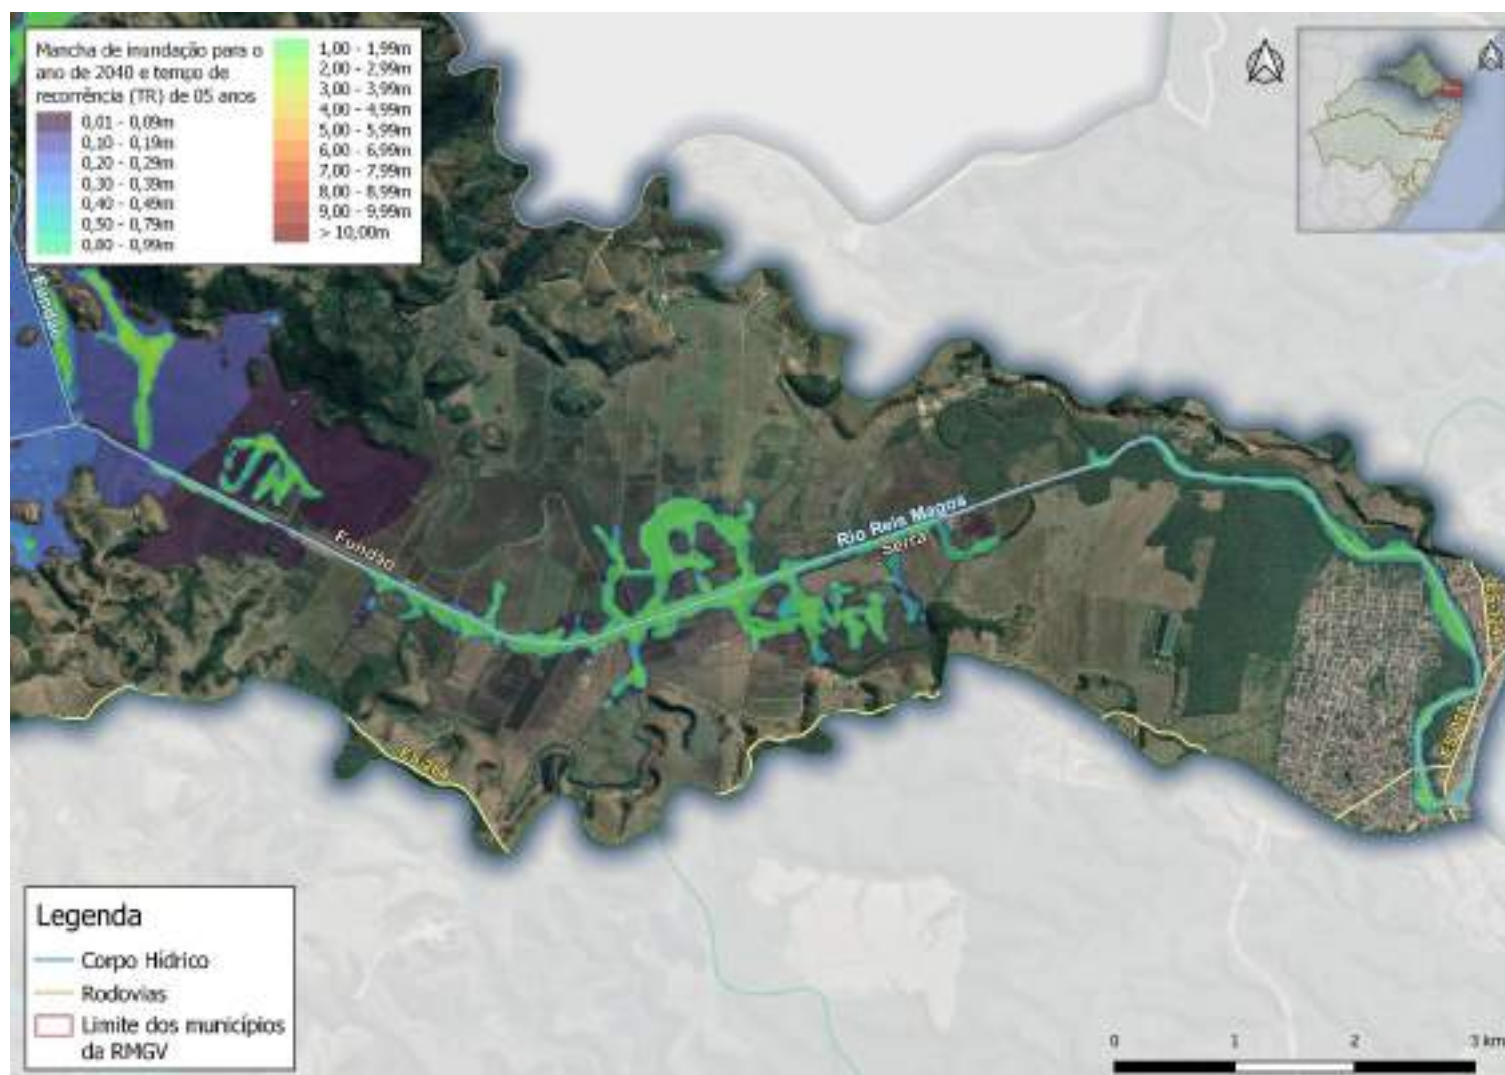 Mancha de inundação para o
ano de 2040 e tempo de
recorrência (TR) de 05 anos
0,01 - 0,09m
0,10 - 0,19m
0,20 - 0,29m
0,30 - 0,39m
0,40 - 0,49m
0,50 - 0,79m
0,80 - 0,99m
1,00 - 1,99m
2,00 - 2,99m
3,00 - 3,99m
4,00 - 4,99m
5,00 - 5,99m
6,00 - 6,99m
7,00 - 7,99m
8,00 - 8,99m
9,00 - 9,99m
> 10,00m
Fundão
Fundão
Rio Reis Magos
Serra
Legenda
Corpo Hídrico
Rodovias
Limite dos municípios
da RMGV
0 1 2 3 km